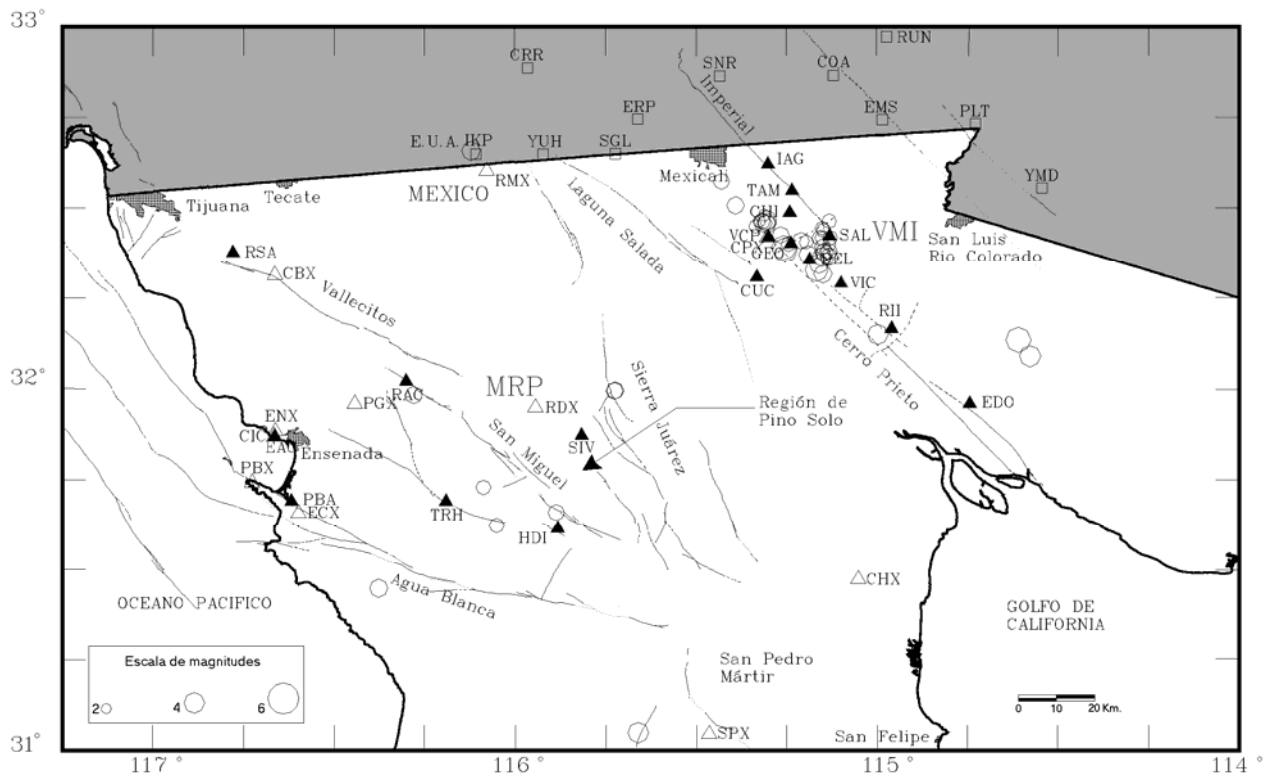 33°
RUN
CRR
SNR
COA
Imperial
ERP
EMS
PLT
E.U.A.
IKP
YUH
SGL
IAG
Mexicali
RMX
MEXICO
TAM
YMD
Tecate
Tijuana
CHI
Laguna Salada
VCP
SAL
VMI
CPX
GEO
DEL
San Luis
Rio Colorado
RSA
CBX
CUC
VIC
Vallecitos
RII
Cerro Prieto
32°
RAC
MRP
PGX
RDX
Sierra Juárez
Región de
Pino Solo
EDO
ENX
CIC
EAG
Ensenada
SIV
San Miguel
PBX
PBA
ECX
TRH
HDI
CHX
Agua Blanca
OCEANO PACIFICO
GOLFO DE
CALIFORNIA
Escala de magnitudes
2
4
6
San Pedro
Mártir
SPX
San Felipe
0 10 20 Km.
31°
117°
116°
115°
114°